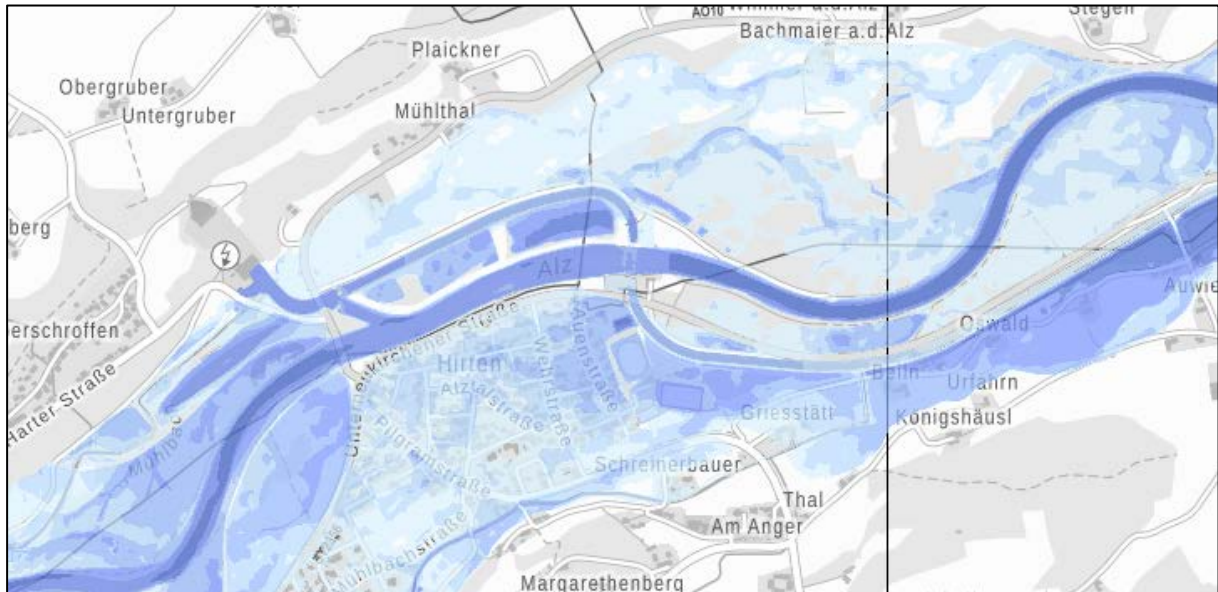 AO10
Stegen
Bachmaier a.d.Alz
Plaickner
Obergruber
Untergruber
Mühlthal
berg
Alz
erschroffen
Oswald
Harter Straße
Hirten
Alzstraße
Auenstraße
Wehrstraße
Pilgramstraße
Urfahrn
Griesstätt
Königshäusl
Schreinerbauer
Thal
Am Anger
Mühlbachstraße
Margarethenberg